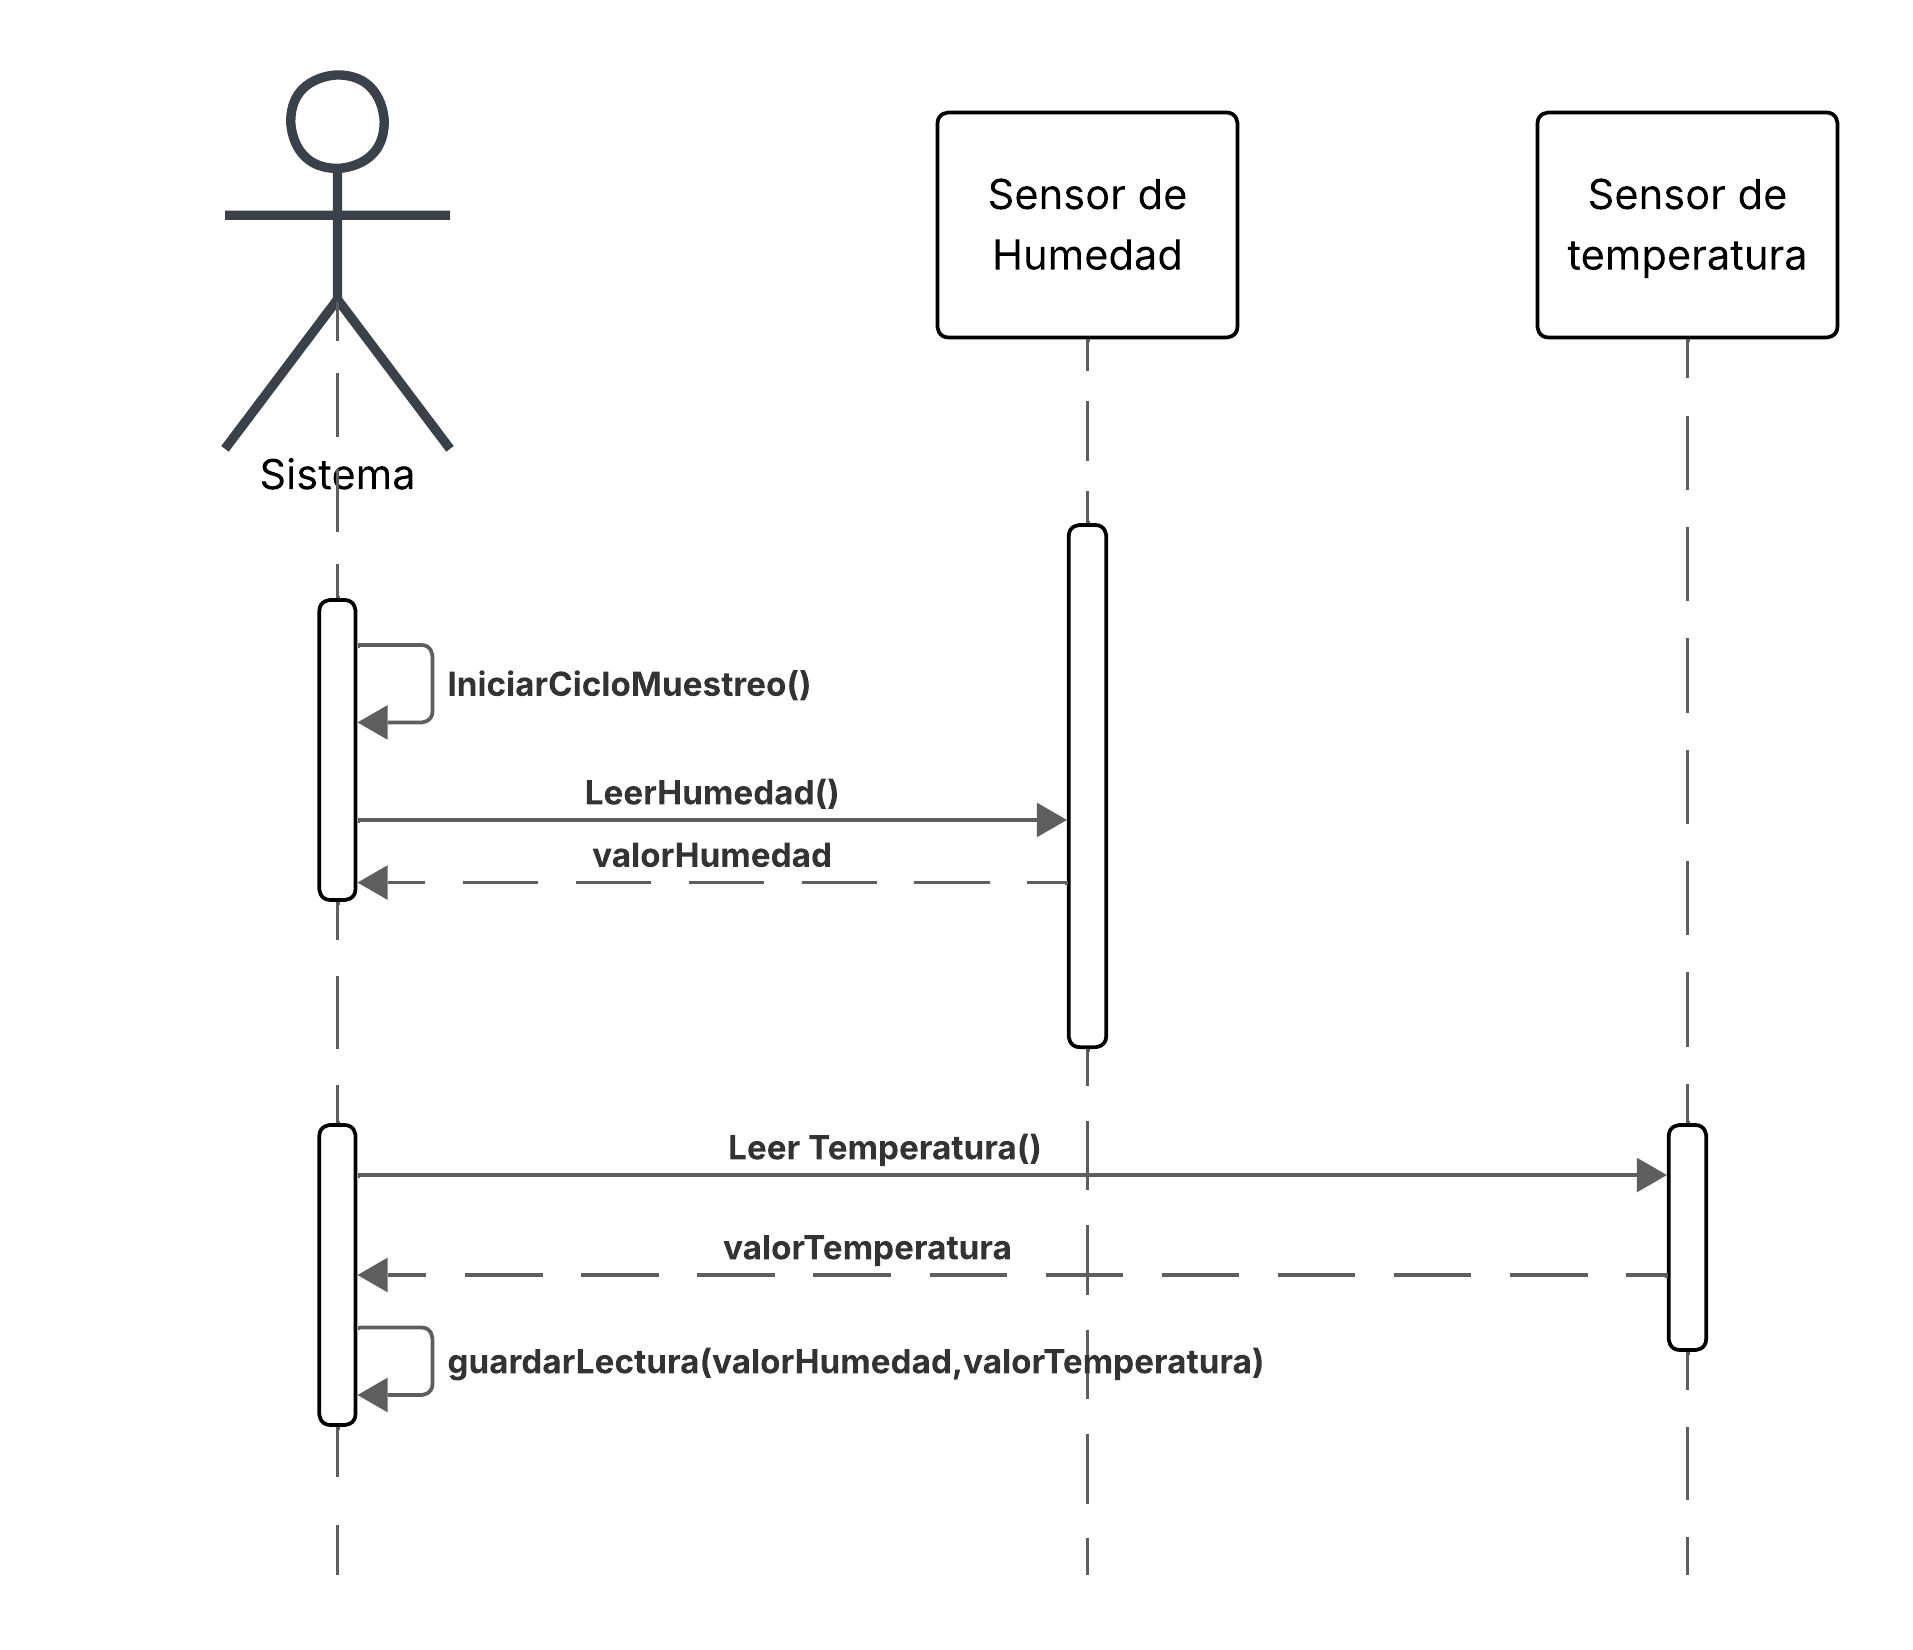 Sensor de
Humedad
Sensor de
temperatura
Sistema
IniciarCicloMuestreo()
LeerHumedad()
valorHumedad
Leer Temperatura()
valorTemperatura
guardarLectura(valorHumedad,valorTemperatura)